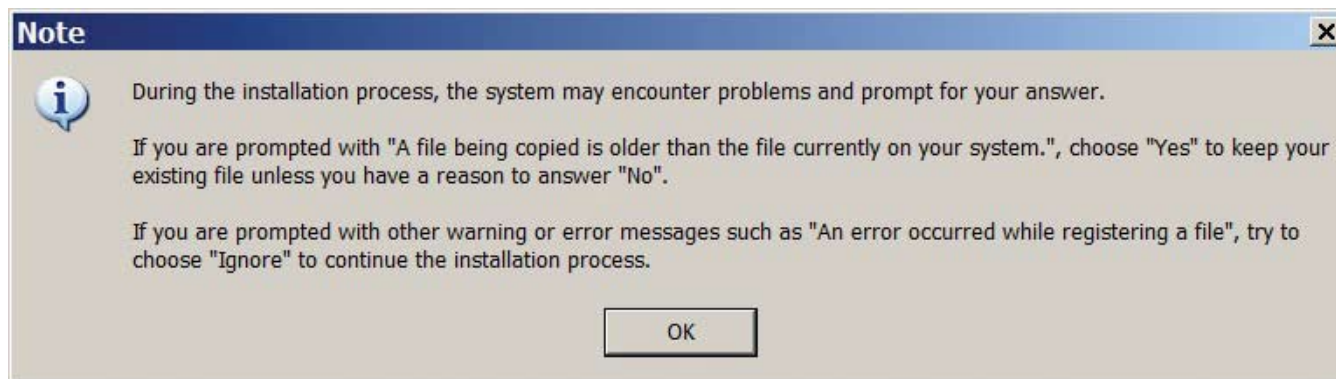 Note
During the installation process, the system may encounter problems and prompt for your answer.
If you are prompted with "A file being copied is older than the file currently on your system.", choose "Yes" to keep your
existing file unless you have a reason to answer "No".
If you are prompted with other warning or error messages such as "An error occurred while registering a file", try to
choose "Ignore" to continue the installation process.
OK